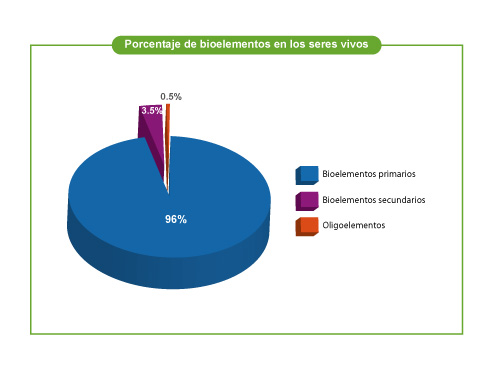 Porcentaje de bioelementos en los seres vivos
0.5%
3.5%
96%
Bioelementos primarios
Bioelementos secundarios
Oligoelementos